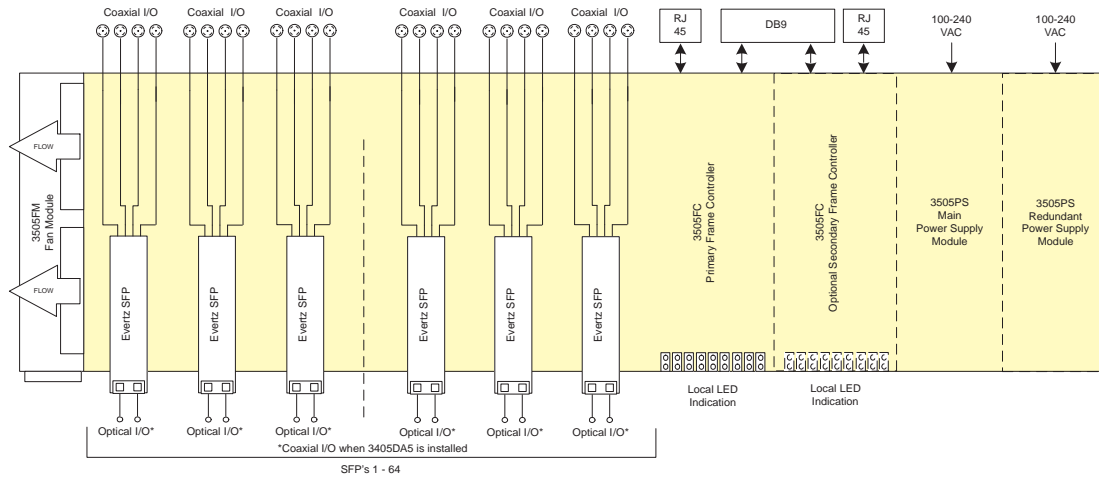 Coaxial I/O
Coaxial I/O
Coaxial I/O
Coaxial I/O
Coaxial I/O
Coaxial I/O
RJ
45
DB9
RJ
45
100-240
VAC
100-240
VAC
FLOW
FLOW
3505FM
Fan Module
Evertz SFP
Evertz SFP
Evertz SFP
Evertz SFP
Evertz SFP
Evertz SFP
3505FC
Primary Frame Controller
3505FC
Optional Secondary Frame Controller
3505PS
Main
Power Supply
Module
3505PS
Redundant
Power Supply
Module
Local LED
Indication
Local LED
Indication
Optical I/O*
Optical I/O*
Optical I/O*
Optical I/O*
Optical I/O*
Optical I/O*
*Coaxial I/O when 3405DA5 is installed
SFP's 1 - 64